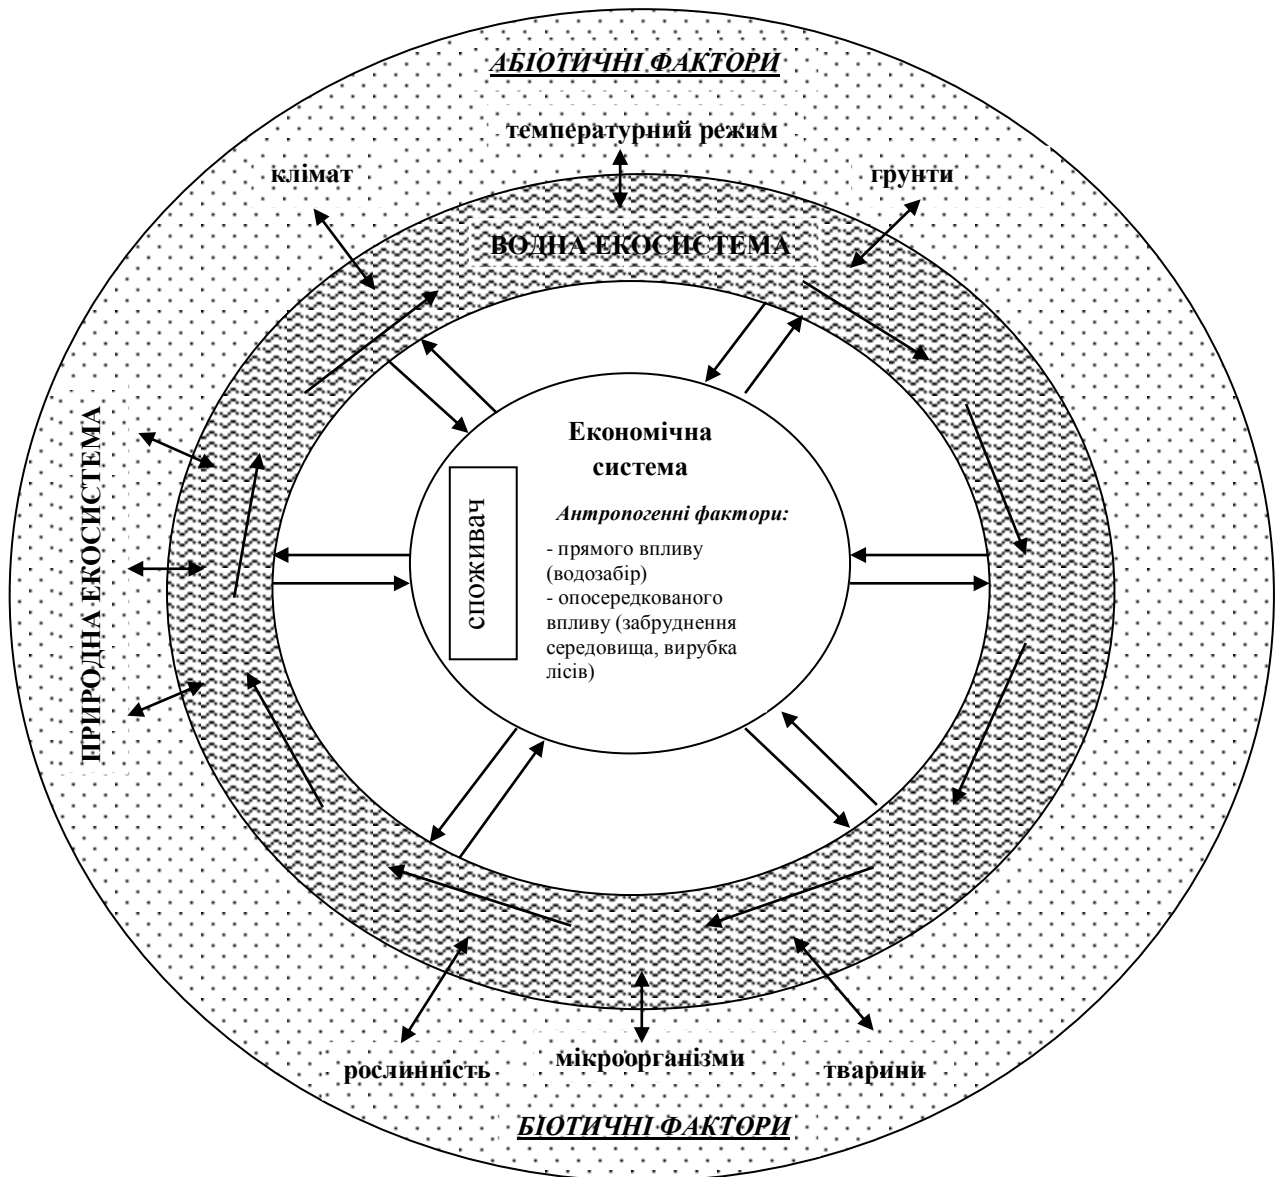 АБІОТИЧНІ ФАКТОРИ
температурний режим
клімат
грунти
ВОДНА ЕКОСИСТЕМА
ПРИРОДНА ЕКОСИСТЕМА
Економічна
система
споживач
Антропогенні фактори:
- прямого впливу
(водозабір)
- опосередкованого
впливу (забруднення
середовища, вирубка
лісів)
рослинність
мікроорганізми
тварини
БІОТИЧНІ ФАКТОРИ